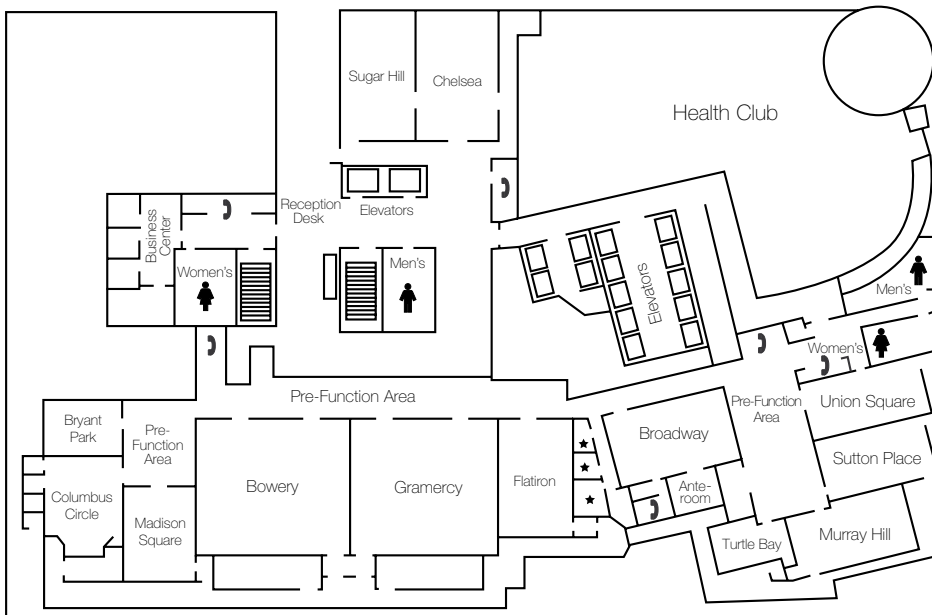 Sugar Hill
Chelsea
Health Club
Reception
Desk
Elevators
Business
Center
Women's
Men's
Elevators
Men's
Women's
Pre-Function Area
Pre-Function
Area
Union Square
Bryant
Park
Pre-
Function
Area
Broadway
Bowery
Gramercy
Flatiron
Sutton Place
Ante-
room
Columbus
Circle
Madison
Square
Turtle Bay
Murray Hill